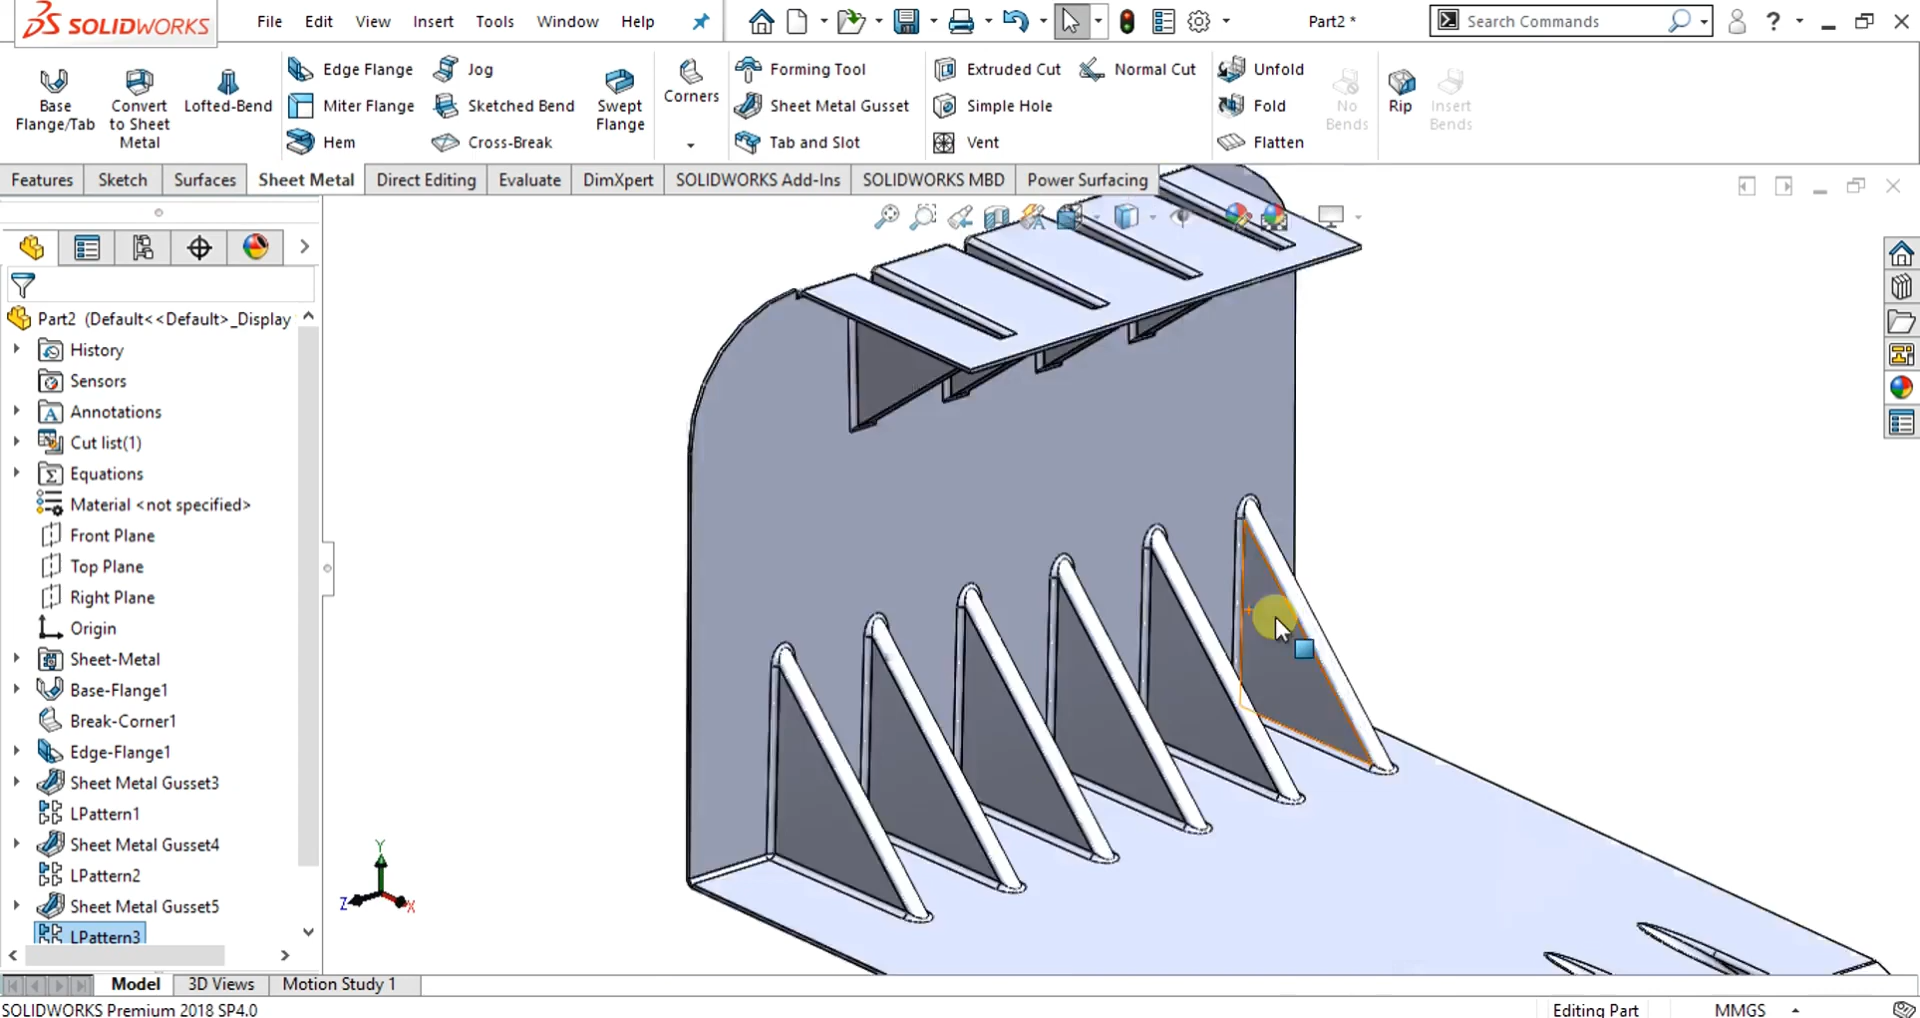 SOLIDWORKS
File Edit View Insert Tools Window Help
Part2 *
Search Commands
?
Base Flange/Tab
Convert to Sheet Metal
Lofted-Bend
Edge Flange
Miter Flange
Hem
Jog
Sketched Bend
Cross-Break
Swept Flange
Corners
Forming Tool
Sheet Metal Gusset
Tab and Slot
Extruded Cut
Simple Hole
Vent
Normal Cut
Unfold
Fold
Flatten
No Bends
Rip
Insert Bends
Features Sketch Surfaces Sheet Metal Direct Editing Evaluate DimXpert SOLIDWORKS Add-Ins SOLIDWORKS MBD Power Surfacing
Part2 (Default<<Default>_Display
History
Sensors
Annotations
Cut list(1)
Equations
Material <not specified>
Front Plane
Top Plane
Right Plane
Origin
Sheet-Metal
Base-Flange1
Break-Corner1
Edge-Flange1
Sheet Metal Gusset3
LPattern1
Sheet Metal Gusset4
LPattern2
Sheet Metal Gusset5
LPattern3
Y
Z
X
Model 3D Views Motion Study 1
SOLIDWORKS Premium 2018 SP4.0
Editing Part
MMGS